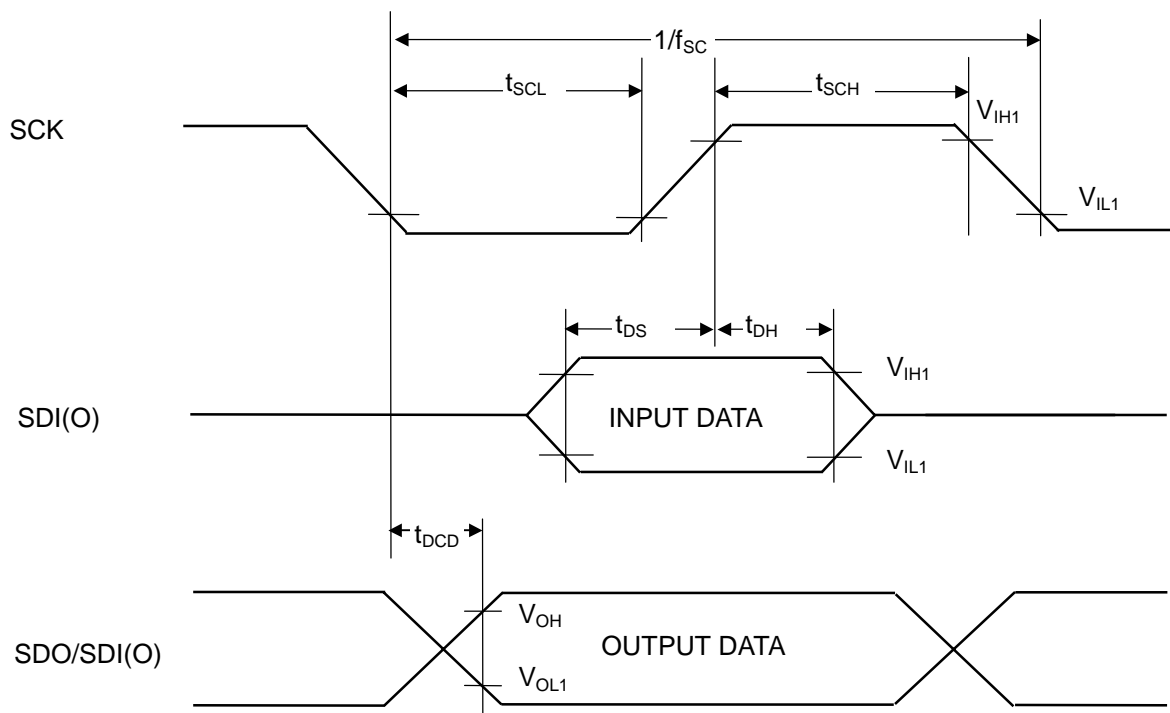 1/fSC
tSCL
tSCH
SCK
VIH1
VIL1
tDS
tDH
VIH1
SDI(O)
INPUT DATA
VIL1
tDCD
VOH
SDO/SDI(O)
OUTPUT DATA
VOL1